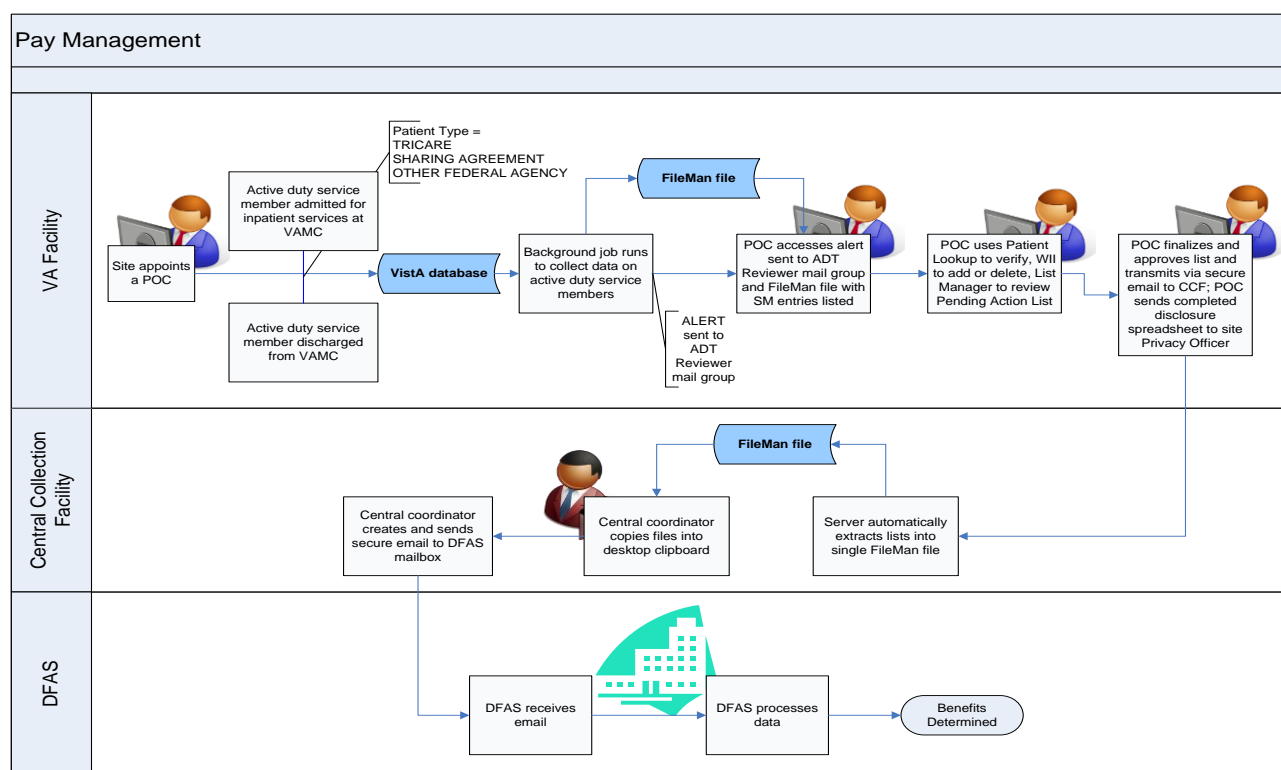 Pay Management
VA Facility
Site appoints
a POC
Active duty service
member admitted for
inpatient services at
VAMC
Patient Type =
TRICARE
SHARING AGREEMENT
OTHER FEDERAL AGENCY
Active duty service
member discharged
from VAMC
VistA database
Background job runs
to collect data on
active duty service
members
FileMan file
ALERT
sent to
ADT
Reviewer
mail group
POC accesses alert
sent to ADT
Reviewer mail group
and FileMan file with
SM entries listed
POC uses Patient
Lookup to verify, WII
to add or delete, List
Manager to review
Pending Action List
POC finalizes and
approves list and
transmits via secure
email to CCF; POC
sends completed
disclosure
spreadsheet to site
Privacy Officer
Central Collection
Facility
Server automatically
extracts lists into
single FileMan file
FileMan file
Central coordinator
copies files into
desktop clipboard
Central coordinator
creates and sends
secure email to DFAS
mailbox
DFAS
DFAS receives
email
DFAS processes
data
Benefits
Determined